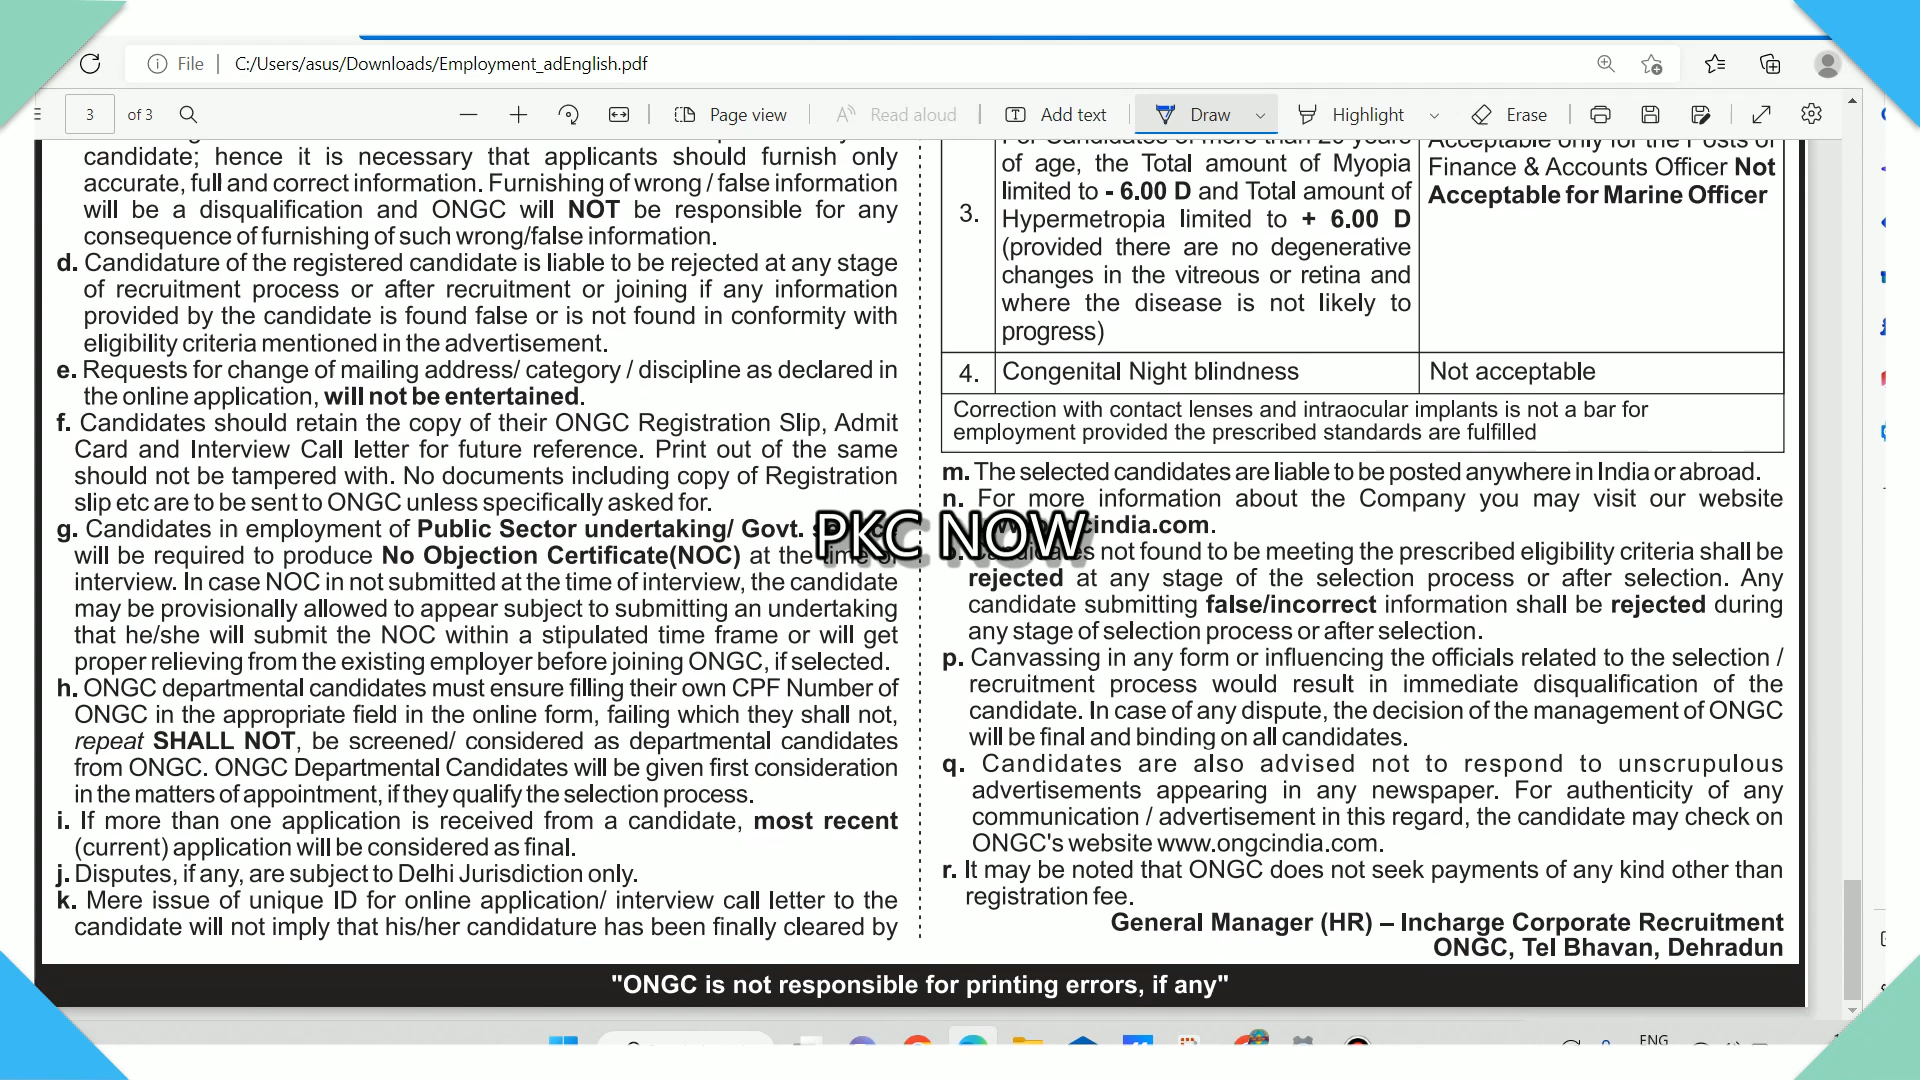 File
C:/Users/asus/Downloads/Employment_adEnglish.pdf
3 of 3
Page view
Read aloud
Add text
Draw
Highlight
Erase
candidate; hence it is necessary that applicants should furnish only
accurate, full and correct information. Furnishing of wrong / false information
will be a disqualification and ONGC will NOT be responsible for any
consequence of furnishing of such wrong/false information.
d. Candidature of the registered candidate is liable to be rejected at any stage
of recruitment process or after recruitment or joining if any information
provided by the candidate is found false or is not found in conformity with
eligibility criteria mentioned in the advertisement.
e. Requests for change of mailing address/ category / discipline as declared in
the online application, will not be entertained.
f. Candidates should retain the copy of their ONGC Registration Slip, Admit
Card and Interview Call letter for future reference. Print out of the same
should not be tampered with. No documents including copy of Registration
slip etc are to be sent to ONGC unless specifically asked for.
g. Candidates in employment of Public Sector undertaking/ Govt.
will be required to produce No Objection Certificate(NOC) at the time
interview. In case NOC in not submitted at the time of interview, the candidate
may be provisionally allowed to appear subject to submitting an undertaking
that he/she will submit the NOC within a stipulated time frame or will get
proper relieving from the existing employer before joining ONGC, if selected.
h. ONGC departmental candidates must ensure filling their own CPF Number of
ONGC in the appropriate field in the online form, failing which they shall not,
repeat SHALL NOT, be screened/ considered as departmental candidates
from ONGC. ONGC Departmental Candidates will be given first consideration
in the matters of appointment, if they qualify the selection process.
i. If more than one application is received from a candidate, most recent
(current) application will be considered as final.
j. Disputes, if any, are subject to Delhi Jurisdiction only.
k. Mere issue of unique ID for online application/ interview call letter to the
candidate will not imply that his/her candidature has been finally cleared by
PKC NOW
3.
For Candidates of more than 20 years
of age, the Total amount of Myopia
limited to - 6.00 D and Total amount of
Hypermetropia limited to + 6.00 D
(provided there are no degenerative
changes in the vitreous or retina and
where the disease is not likely to
progress)
Acceptable only for the Posts of
Finance & Accounts Officer Not
Acceptable for Marine Officer
4. Congenital Night blindness Not acceptable
Correction with contact lenses and intraocular implants is not a bar for
employment provided the prescribed standards are fulfilled
m. The selected candidates are liable to be posted anywhere in India or abroad.
n. For more information about the Company you may visit our website
cindia.com.
not found to be meeting the prescribed eligibility criteria shall be
rejected at any stage of the selection process or after selection. Any
candidate submitting false/incorrect information shall be rejected during
any stage of selection process or after selection.
p. Canvassing in any form or influencing the officials related to the selection /
recruitment process would result in immediate disqualification of the
candidate. In case of any dispute, the decision of the management of ONGC
will be final and binding on all candidates.
q. Candidates are also advised not to respond to unscrupulous
advertisements appearing in any newspaper. For authenticity of any
communication / advertisement in this regard, the candidate may check on
ONGC's website www.ongcindia.com.
r. It may be noted that ONGC does not seek payments of any kind other than
registration fee.
General Manager (HR) – Incharge Corporate Recruitment
ONGC, Tel Bhavan, Dehradun
"ONGC is not responsible for printing errors, if any"
ENG